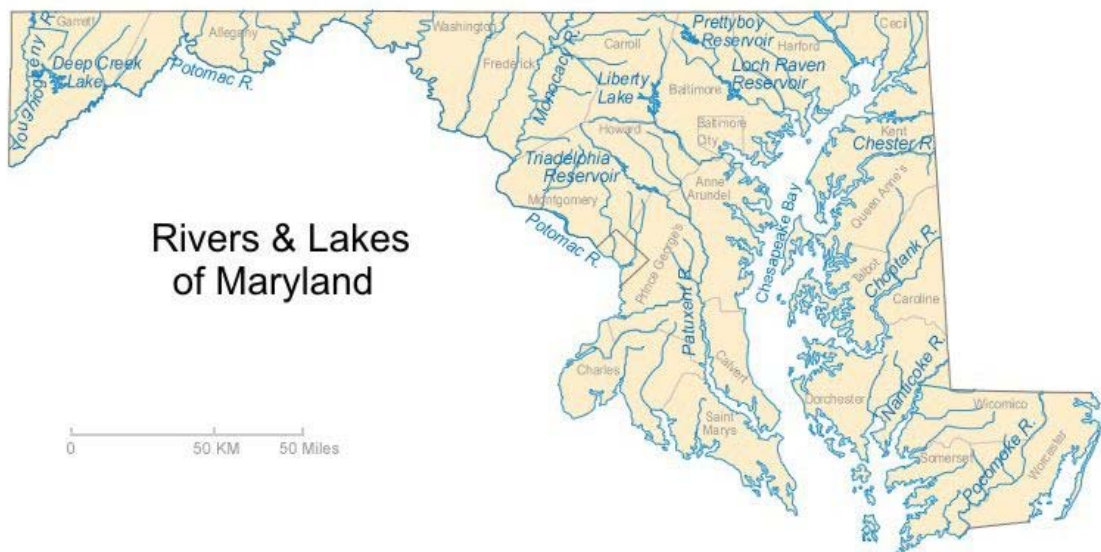 Garrett
Allegany
Washington
Frederick
Carroll
Prettyboy
Reservoir
Harford
Cecil
Youghiogheny R.
Deep Creek
Lake
Potomac R.
Monocacy R.
Liberty
Lake
Baltimore
Loch Raven
Reservoir
Howard
Baltimore
City
Kent
Chester R.
Triadelphia
Reservoir
Montgomery
Anne
Arundel
Queen Anne's
Rivers & Lakes
of Maryland
Potomac R.
Prince George's
Patuxent R.
Chesapeake Bay
Talbot
Choptank R.
Caroline
Charles
Calvert
Saint
Marys
Dorchester
Nanticoke R.
Wicomico
Somerset
Pocomoke R.
Worcaster
0
50 KM
50 Miles